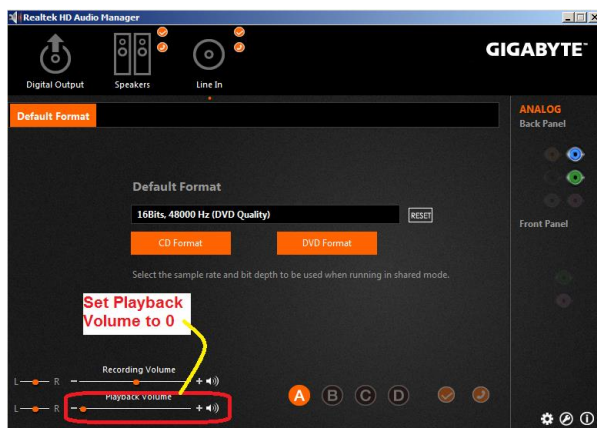 Realtek HD Audio Manager
GIGABYTE™
Digital Output
Speakers
Line In
Default Format
ANALOG
Back Panel
Default Format
16Bits, 48000 Hz (DVD Quality)
RESET
CD Format
DVD Format
Front Panel
Select the sample rate and bit depth to be used when running in shared mode.
Set Playback
Volume to 0
Recording Volume
L R - +
A B C D
Playback Volume
L R - +